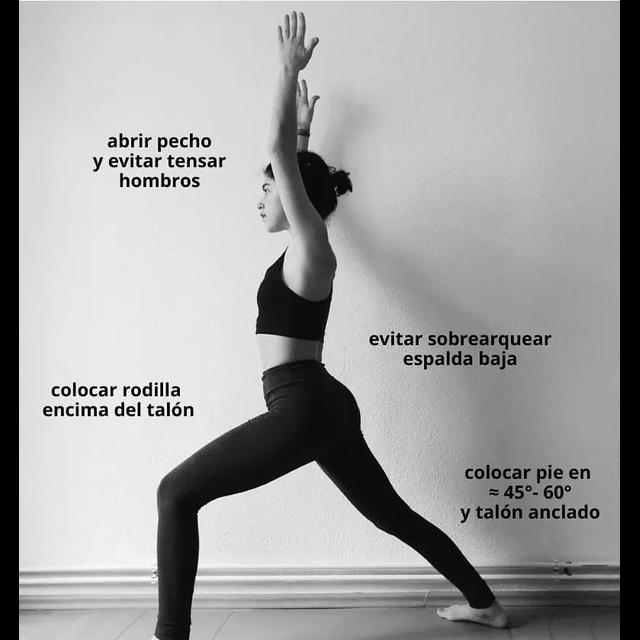 abrir pecho
y evitar tensar
hombros
evitar sobrearquear
espalda baja
colocar rodilla
encima del talón
colocar pie en
≈ 45°- 60°
y talón anclado